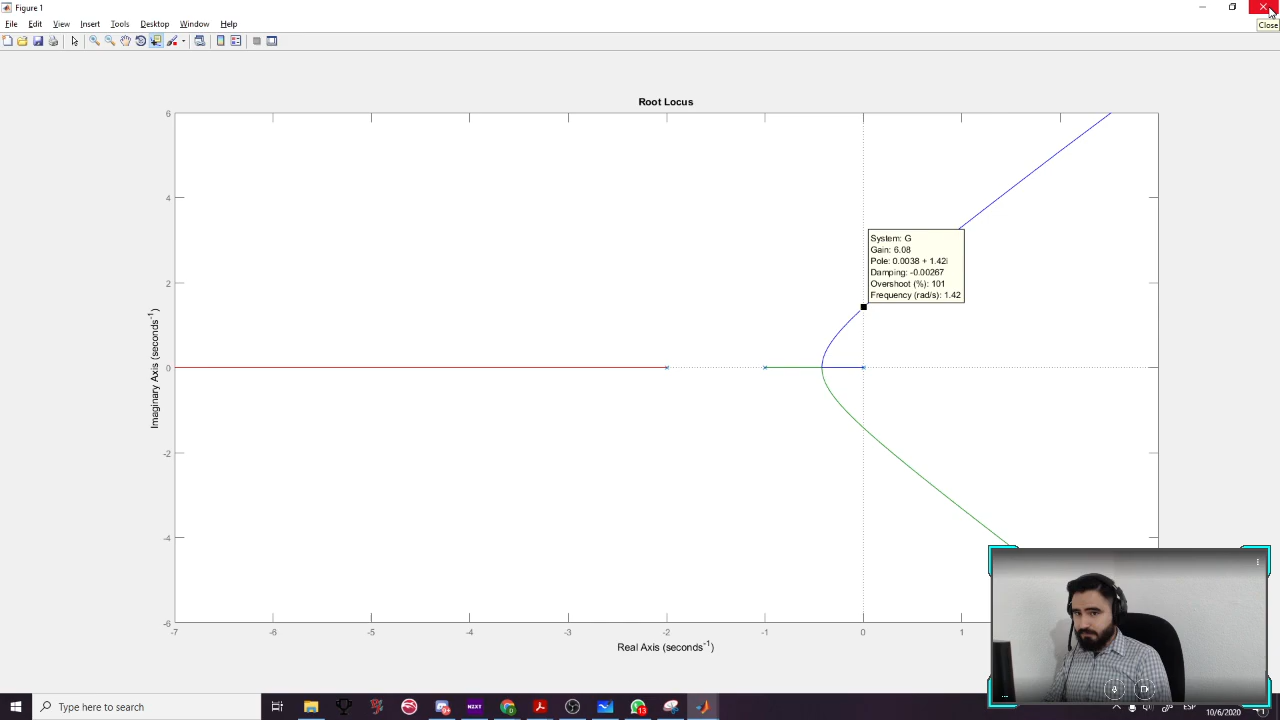 Figure 1
File Edit View Insert Tools Desktop Window Help
Close
Root Locus
6
4
2
0
-2
-4
-6
Imaginary Axis (seconds-1)
System: G
Gain: 6.08
Pole: 0.0038 + 1.42i
Damping: -0.00267
Overshoot (%): 101
Frequency (rad/s): 1.42
-7 -6 -5 -4 -3 -2 -1 0 1
Real Axis (seconds-1)
Type here to search
13
ESP
10/6/2020